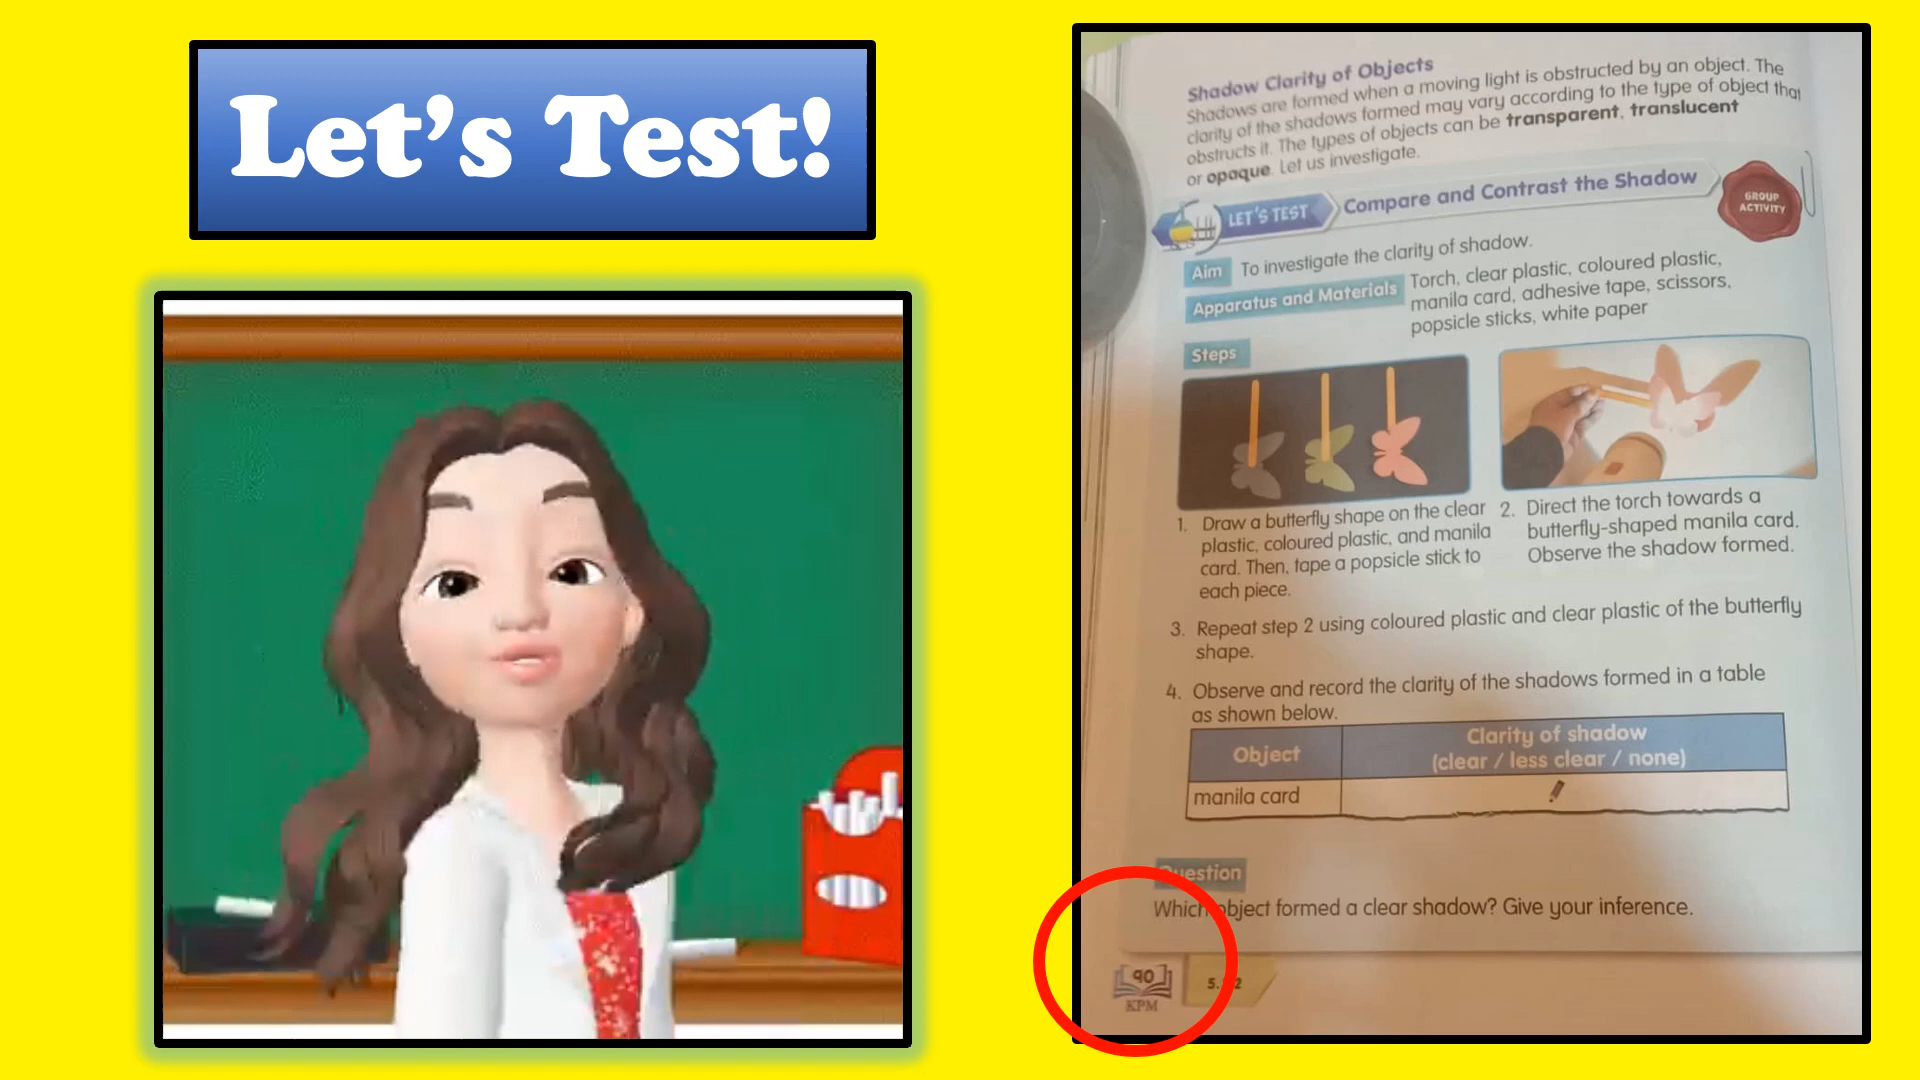 Let's Test!
Shadow Clarity of Objects
Shadows are formed when a moving light is obstructed by an object. The
clarity of the shadows formed may vary according to the type of object that
obstructs it. The types of objects can be transparent, translucent
or opaque. Let us investigate.
LET'S TEST
Compare and Contrast the Shadow
GROUP
ACTIVITY
Aim To investigate the clarity of shadow.
Apparatus and Materials Torch, clear plastic, coloured plastic,
manila card, adhesive tape, scissors,
popsicle sticks, white paper
Steps
1. Draw a butterfly shape on the clear
plastic, coloured plastic, and manila
card. Then, tape a popsicle stick to
each piece.
2. Direct the torch towards a
butterfly-shaped manila card.
Observe the shadow formed.
3. Repeat step 2 using coloured plastic and clear plastic of the butterfly
shape.
4. Observe and record the clarity of the shadows formed in a table
as shown below.
Object
Clarity of shadow
(clear / less clear / none)
manila card
Question
Which object formed a clear shadow? Give your inference.
90
KPM